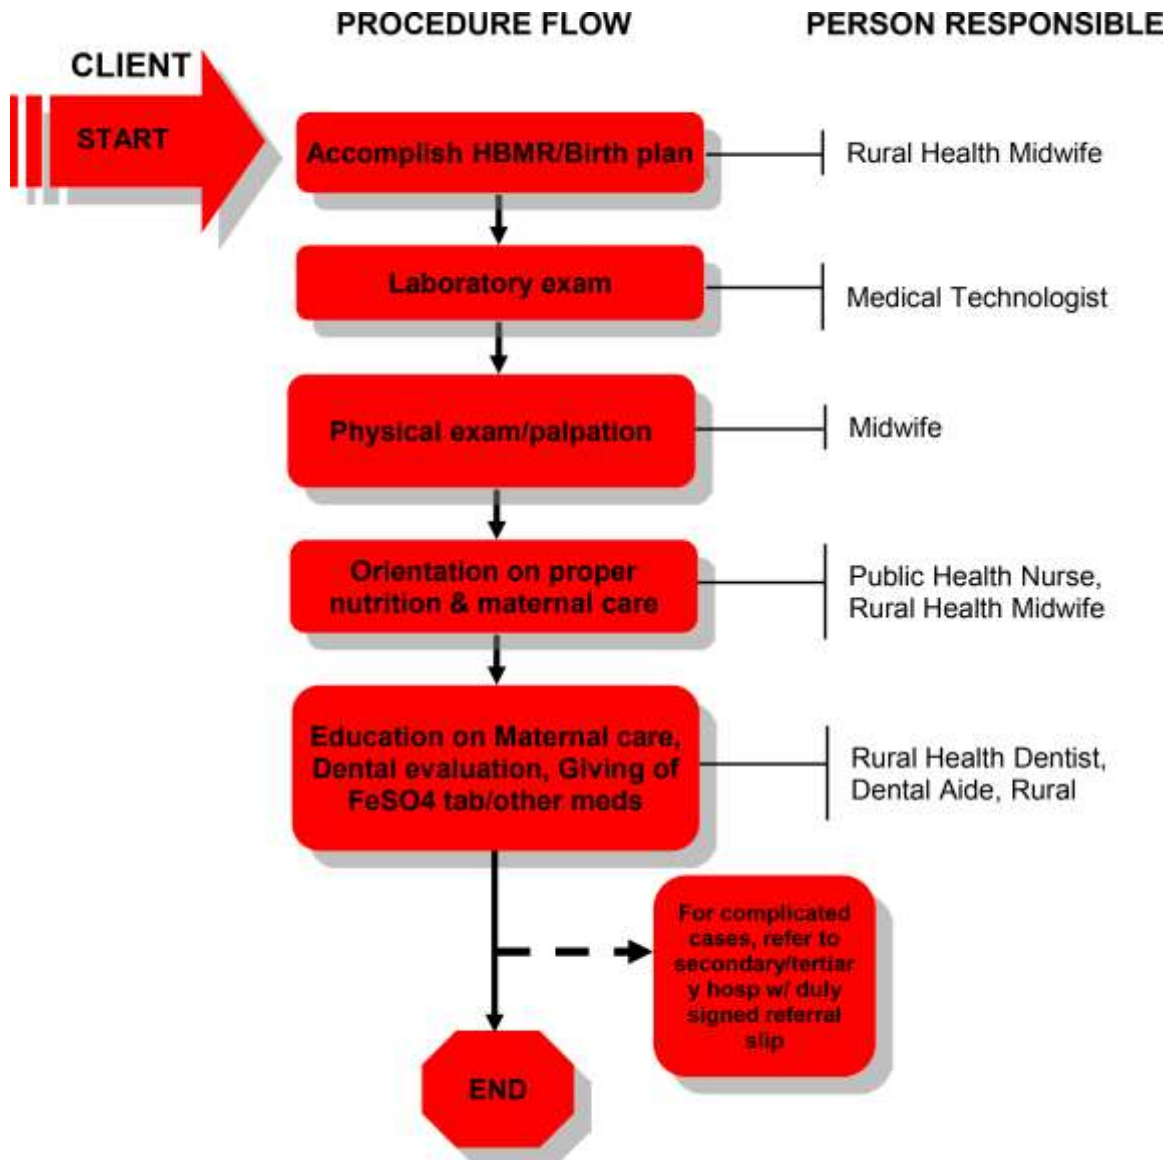 PROCEDURE FLOW
PERSON RESPONSIBLE
CLIENT
START
Accomplish HBMR/Birth plan
Rural Health Midwife
Laboratory exam
Medical Technologist
Physical exam/palpation
Midwife
Orientation on proper
nutrition & maternal care
Public Health Nurse,
Rural Health Midwife
Education on Maternal care,
Dental evaluation, Giving of
FeSO4 tab/other meds
Rural Health Dentist,
Dental Aide, Rural
For complicated
cases, refer to
secondary/tertiar
y hosp w/ duly
signed referral
slip
END